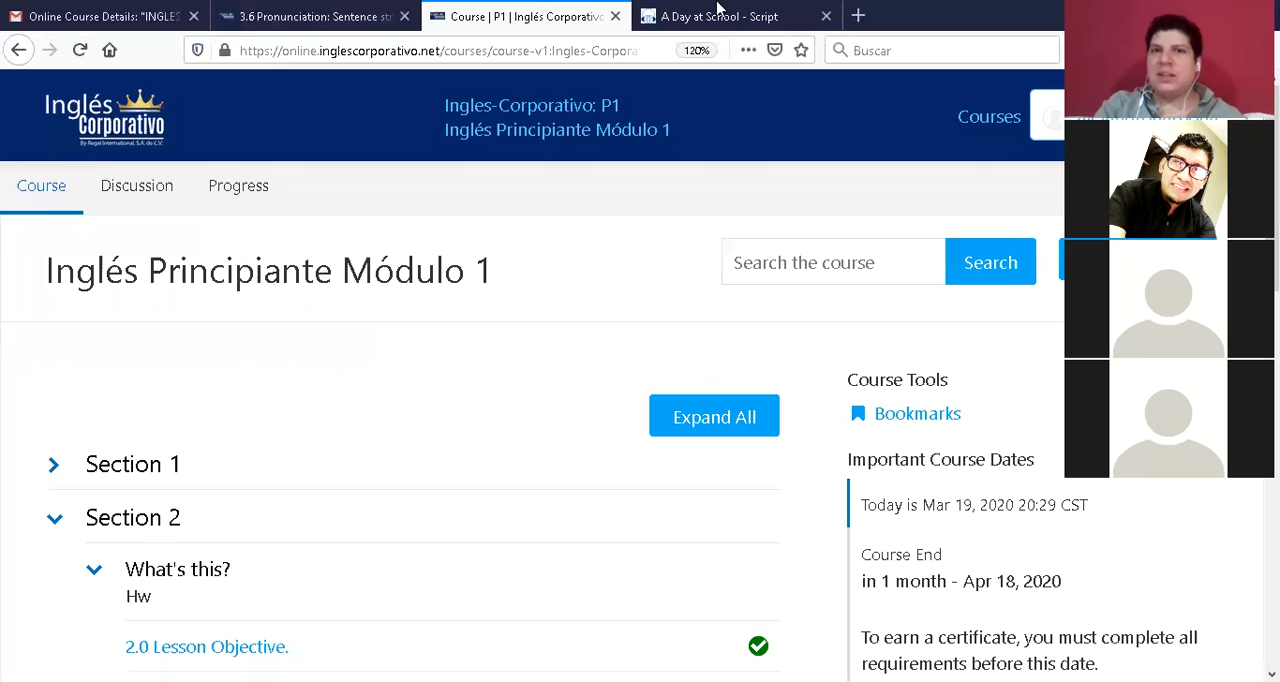 Online Course Details: "INGLES
3.6 Pronunciation: Sentence str
Course | P1 | Inglés Corporativo
A Day at School - Script
https://online.inglescorporativo.net/courses/course-v1:Ingles-Corpora
120%
Buscar
Inglés
Corporativo
By Regal International, S.A. de C.V.
Ingles-Corporativo: P1
Inglés Principiante Módulo 1
Courses
Course
Discussion
Progress
Inglés Principiante Módulo 1
Search the course
Search
Expand All
Course Tools
Bookmarks
Section 1
Important Course Dates
Today is Mar 19, 2020 20:29 CST
Section 2
Course End
in 1 month - Apr 18, 2020
What's this?
Hw
2.0 Lesson Objective.
To earn a certificate, you must complete all
requirements before this date.